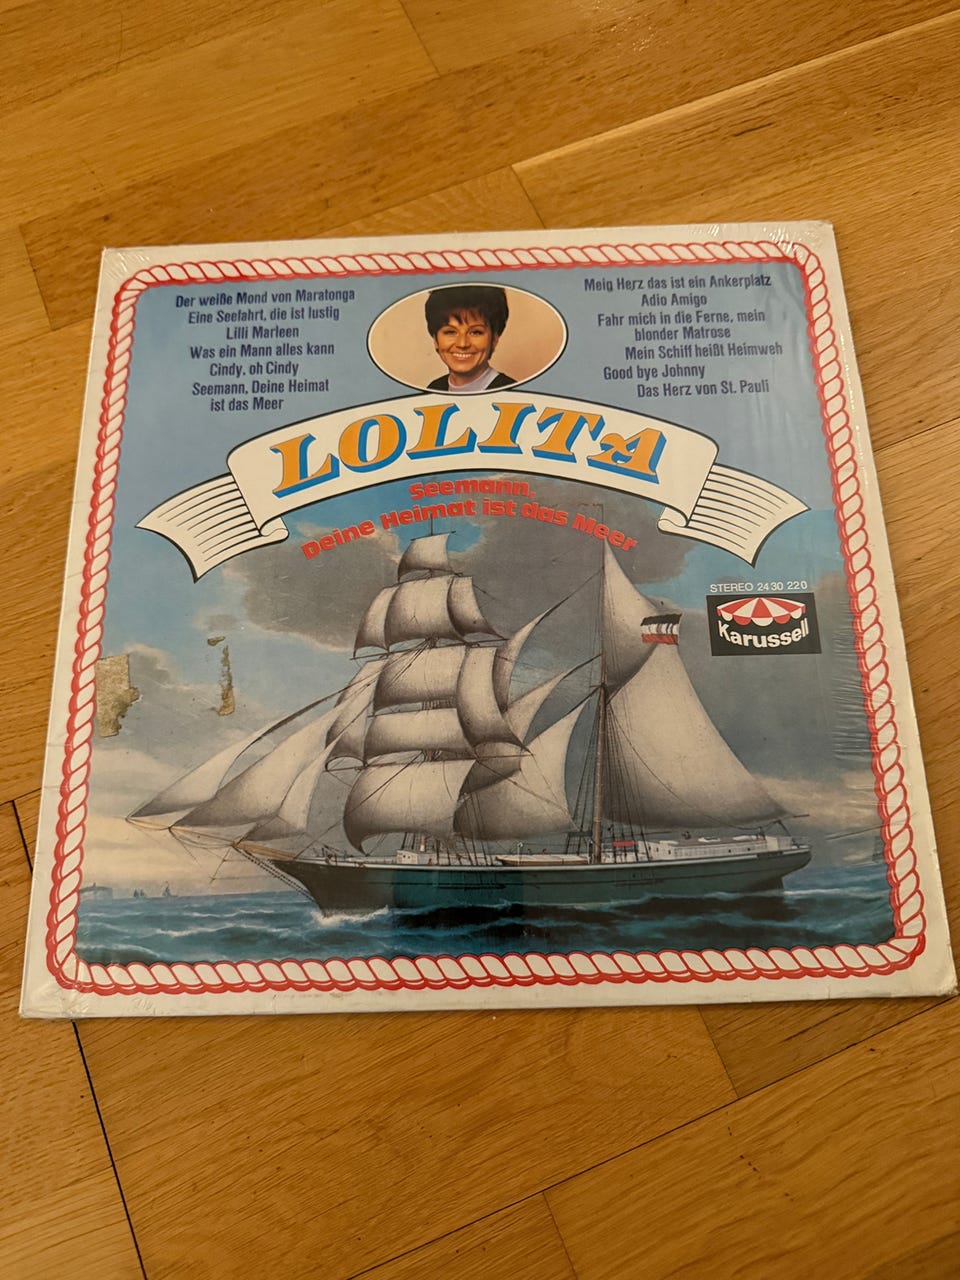 Der weiße Mond von Maratonga
Eine Seefahrt, die ist lustig
Lilli Marleen
Was ein Mann alles kann
Cindy, oh Cindy
Seemann, Deine Heimat
ist das Meer
Meig Herz das ist ein Ankerplatz
Adio Amigo
Fahr mich in die Ferne, mein
blonder Matrose
Mein Schiff heißt Heimweh
Good bye Johnny
Das Herz von St. Pauli
LOLITA
Seemann,
Deine Heimat ist das Meer
STEREO 2430 220
Karussell